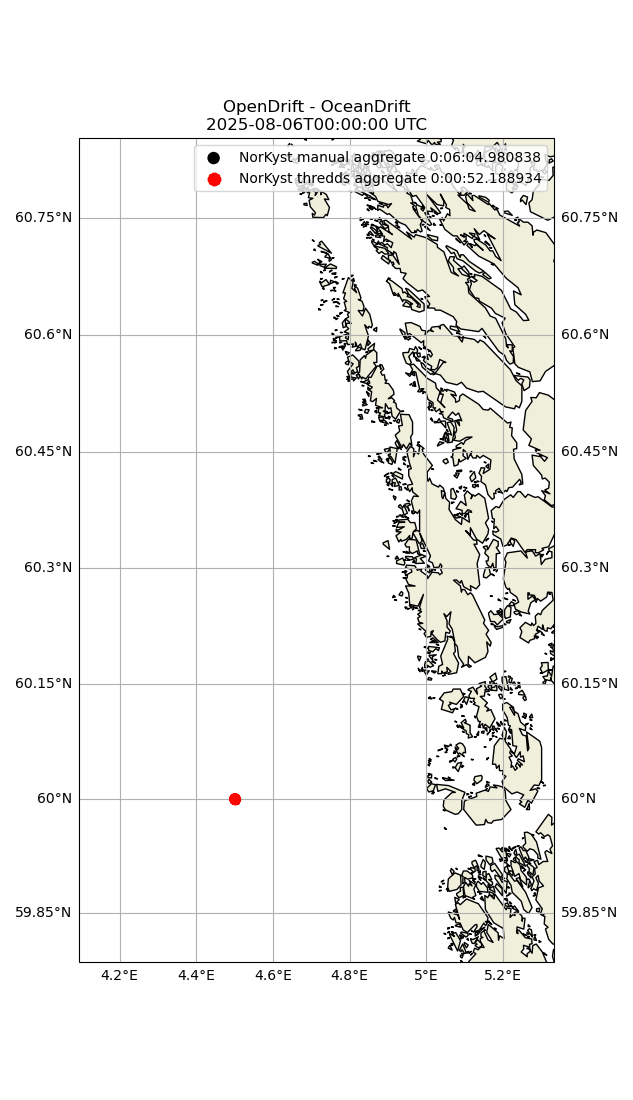 OpenDrift - OceanDrift
2025-08-06T00:00:00 UTC
NorKyst manual aggregate 0:06:04.980838
NorKyst thredds aggregate 0:00:52.188934
60.75°N 60.75°N
60.6°N 60.6°N
60.45°N 60.45°N
60.3°N 60.3°N
60.15°N 60.15°N
60°N 60°N
59.85°N 59.85°N
4.2°E 4.4°E 4.6°E 4.8°E 5°E 5.2°E